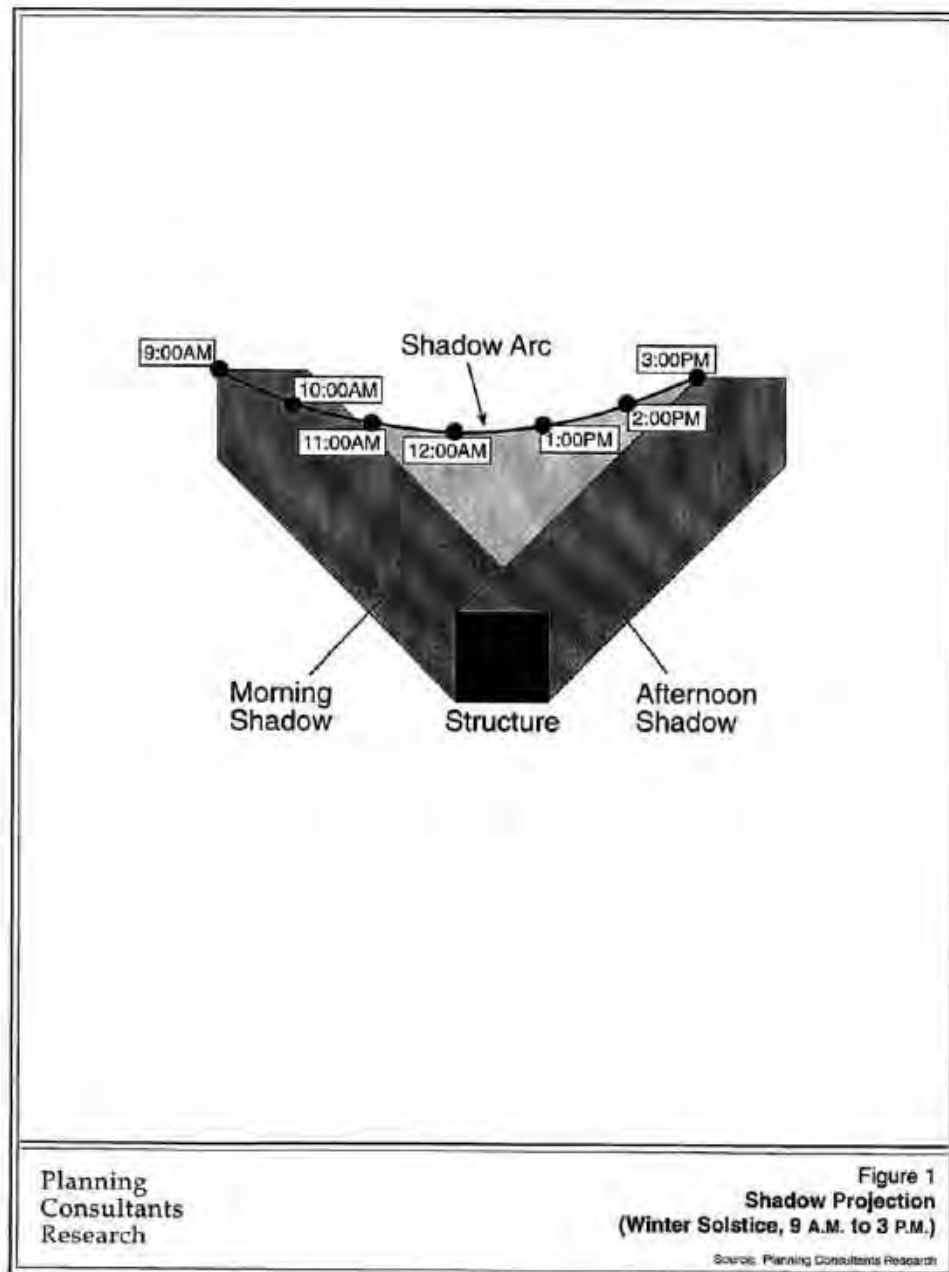 Shadow Arc
9:00AM
3:00PM
10:00AM
2:00PM
11:00AM
12:00AM
1:00PM
Morning
Shadow
Structure
Afternoon
Shadow
Planning
Consultants
Research
Figure 1
Shadow Projection
(Winter Solstice, 9 A.M. to 3 P.M.)
Source: Planning Consultants Research